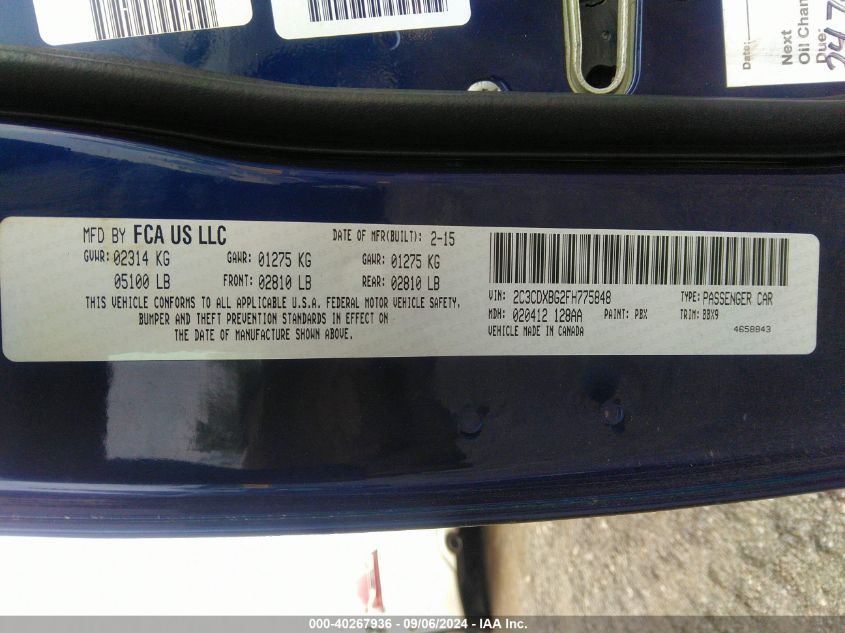 Date:
Next
Oil Chan
Due:
MFD BY FCA US LLC DATE OF MFR(BUILT): 2-15
GVWR: 02314 KG GAWR: 01275 KG GAWR: 01275 KG
05100 LB FRONT: 02810 LB REAR: 02810 LB
THIS VEHICLE CONFORMS TO ALL APPLICABLE U.S.A. FEDERAL MOTOR VEHICLE SAFETY,
BUMPER AND THEFT PREVENTION STANDARDS IN EFFECT ON
THE DATE OF MANUFACTURE SHOWN ABOVE.
VIN: 2C3CDXBG2FH775848 TYPE: PASSENGER CAR
MDH: 020412 128AA PAINT: PBX TRIM: BBX9
VEHICLE MADE IN CANADA 4658843
000-40267936 - 09/06/2024 - IAA Inc.